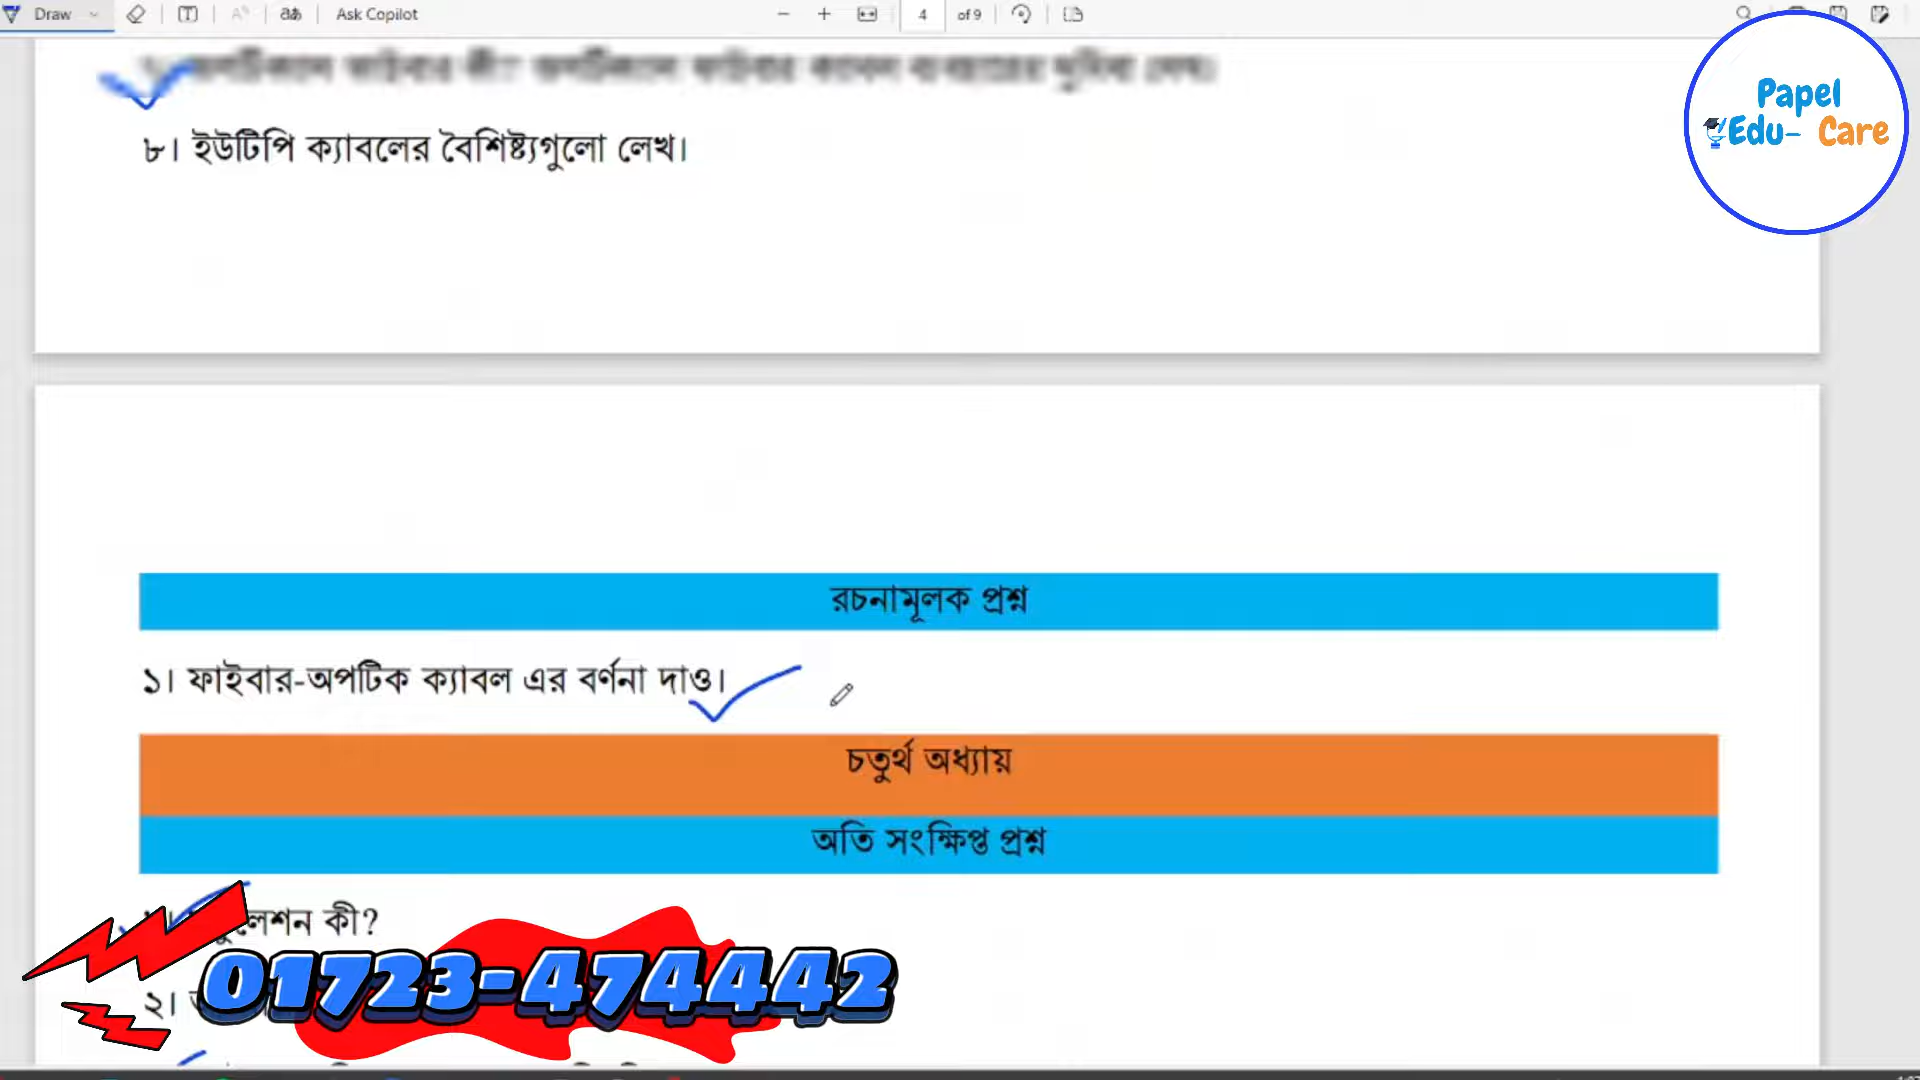 Draw
Ask Copilot
4 of 9
Papel
Edu- Care
৮। ইউটিপি ক্যাবলের বৈশিষ্ট্যগুলো লেখ।
রচনামূলক প্রশ্ন
১। ফাইবার-অপটিক ক্যাবল এর বর্ণনা দাও।
চতুর্থ অধ্যায়
অতি সংক্ষিপ্ত প্রশ্ন
কী?
২।
01723-474442